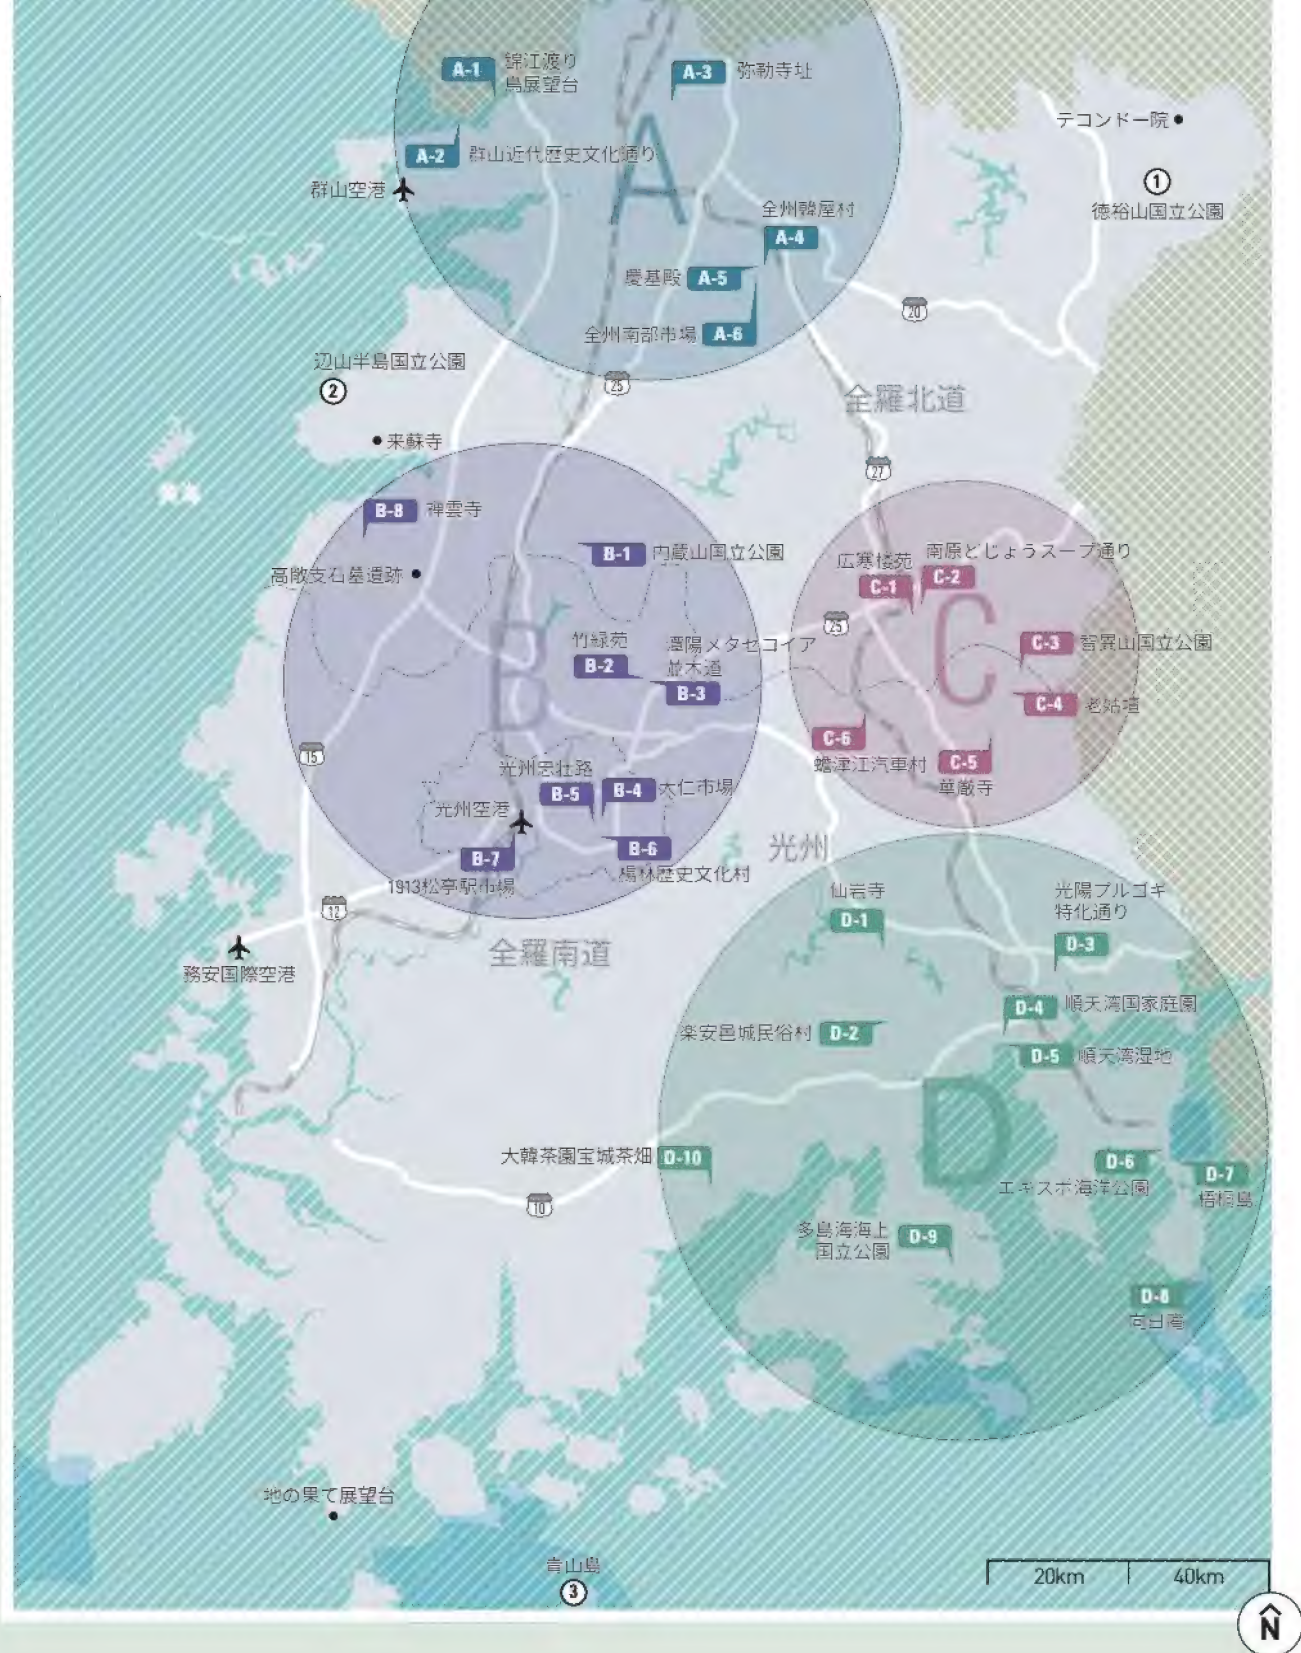 A-1
錦江渡り
鳥展望台
A-3
弥勒寺址
テコンドー院
A-2
群山近代歴史文化通り
A
群山空港
①
徳裕山国立公園
全州韓屋村
A-4
慶基殿
A-5
20
全州南部市場
A-6
辺山半島国立公園
②
25
全羅北道
来蘇寺
27
B-8
禅雲寺
B-1
内蔵山国立公園
高敞支石墓遺跡
広寒楼苑
C-1
南原どじょうスープ通り
C-2
25
C
竹緑苑
B-2
潭陽メタセコイア
並木道
B-3
B
C-3
智異山国立公園
C-4
老姑壇
15
C-6
蟾津江汽車村
C-5
華厳寺
光州忠壮路
B-5
B-4
大仁市場
光州空港
B-7
1913松亭駅市場
B-6
楊林歴史文化村
光州
12
全羅南道
務安国際空港
仙岩寺
D-1
光陽プルゴギ
特化通り
D-3
D-4
順天湾国家庭園
楽安邑城民俗村
D-2
D-5
順天湾湿地
D
大韓茶園宝城茶畑
D-10
D-6
エキスポ海洋公園
D-7
梧桐島
10
多島海海上
国立公園
D-9
D-8
向日庵
地の果て展望台
青山島
③
20km
40km
N